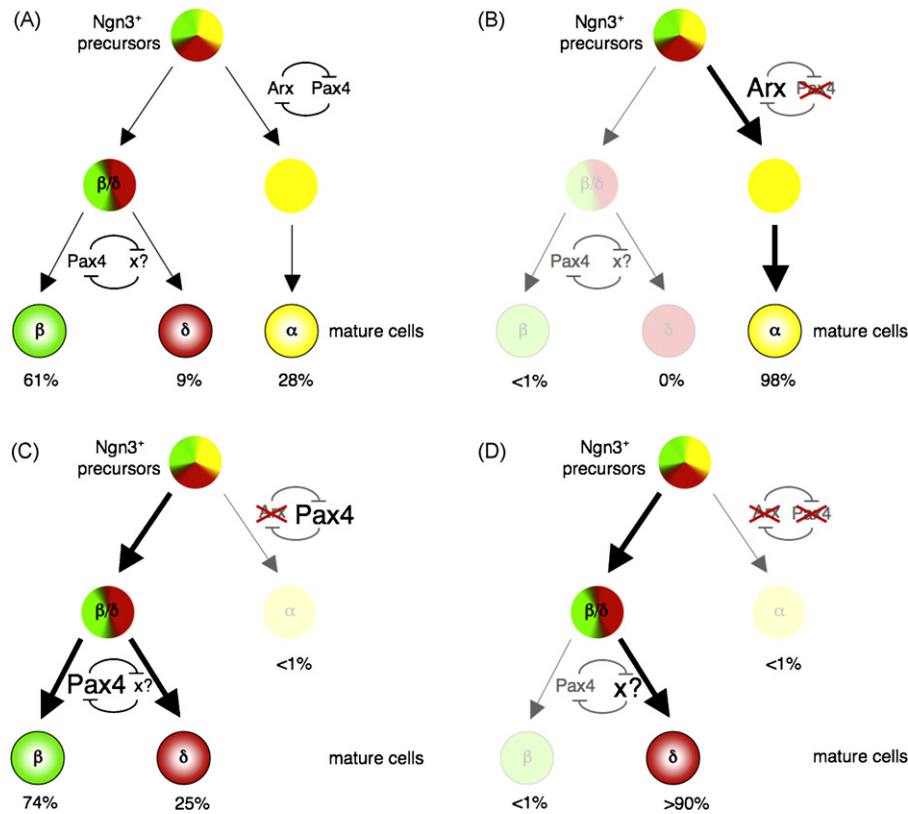 (A)
Ngn3⁺
precursors
Arx Pax4
β/δ
Pax4 x?
β δ α mature cells
61% 9% 28%
(B)
Ngn3⁺
precursors
Arx Pax4
β/δ
Pax4 x?
β δ α mature cells
<1% 0% 98%
(C)
Ngn3⁺
precursors
Arx Pax4
β/δ α
<1%
Pax4 x?
β δ mature cells
74% 25%
(D)
Ngn3⁺
precursors
Arx Pax4
β/δ α
<1%
Pax4 x?
β δ mature cells
<1% >90%